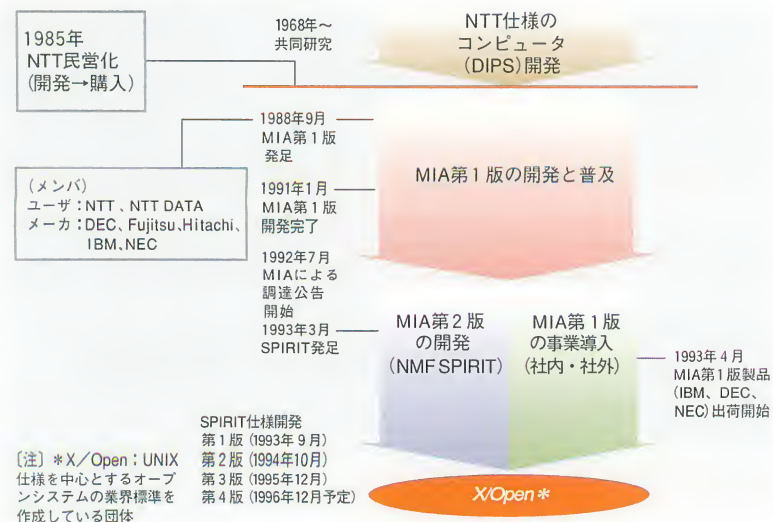 1985年
NTT民営化
(開発→購入)
1968年～
共同研究
NTT仕様の
コンピュータ
(DIPS)開発
1988年9月
MIA第1版
発足
(メンバ)
ユーザ：NTT、NTT DATA
メーカ：DEC、Fujitsu、Hitachi、
IBM、NEC
1991年1月
MIA第1版
開発完了
MIA第1版の開発と普及
1992年7月
MIAによる
調達公告
開始
1993年3月
SPIRIT発足
MIA第2版
の開発
(NMF SPIRIT)
MIA第1版
の事業導入
(社内・社外)
1993年4月
MIA第1版製品
(IBM、DEC、
NEC)出荷開始
SPIRIT仕様開発
第1版(1993年9月)
第2版(1994年10月)
第3版(1995年12月)
第4版(1996年12月予定)
〔注〕＊X／Open：UNIX
仕様を中心とするオープ
ンシステムの業界標準を
作成している団体
X/Open＊